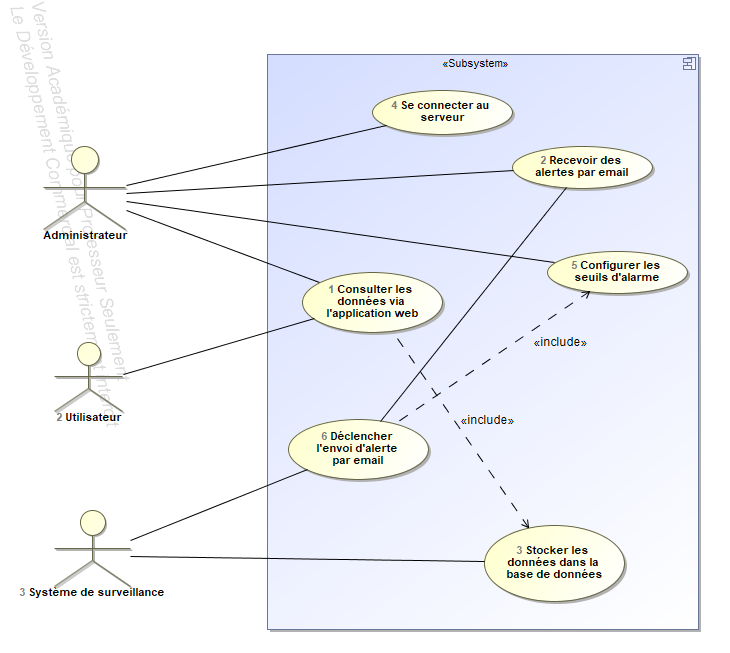 Version Académique pour Professeur Seulement
Le Développement Commercial est strictement interdit
«Subsystem»
4 Se connecter au
serveur
2 Recevoir des
alertes par email
Administrateur
5 Configurer les
seuils d'alarme
1 Consulter les
données via
l'application web
«include»
2 Utilisateur
«include»
6 Déclencher
l'envoi d'alerte
par email
3 Stocker les
données dans la
base de données
3 Système de surveillance